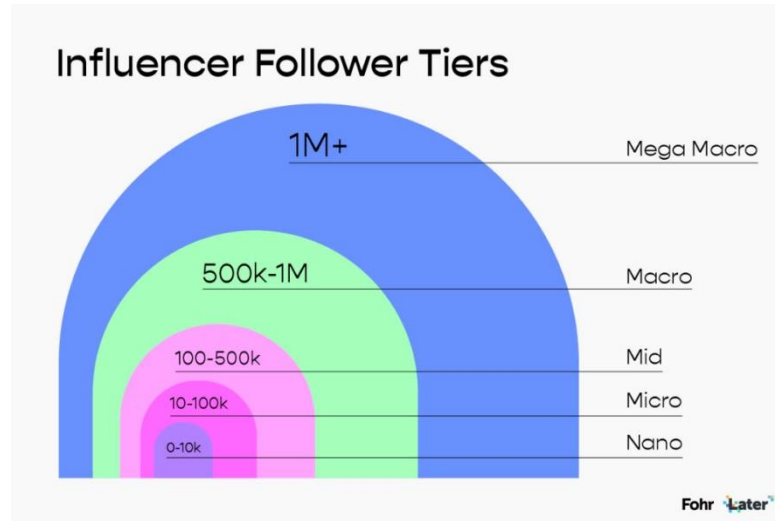 Influencer Follower Tiers
1M+ Mega Macro
500k-1M Macro
100-500k Mid
10-100k Micro
0-10k Nano
Fohr Later